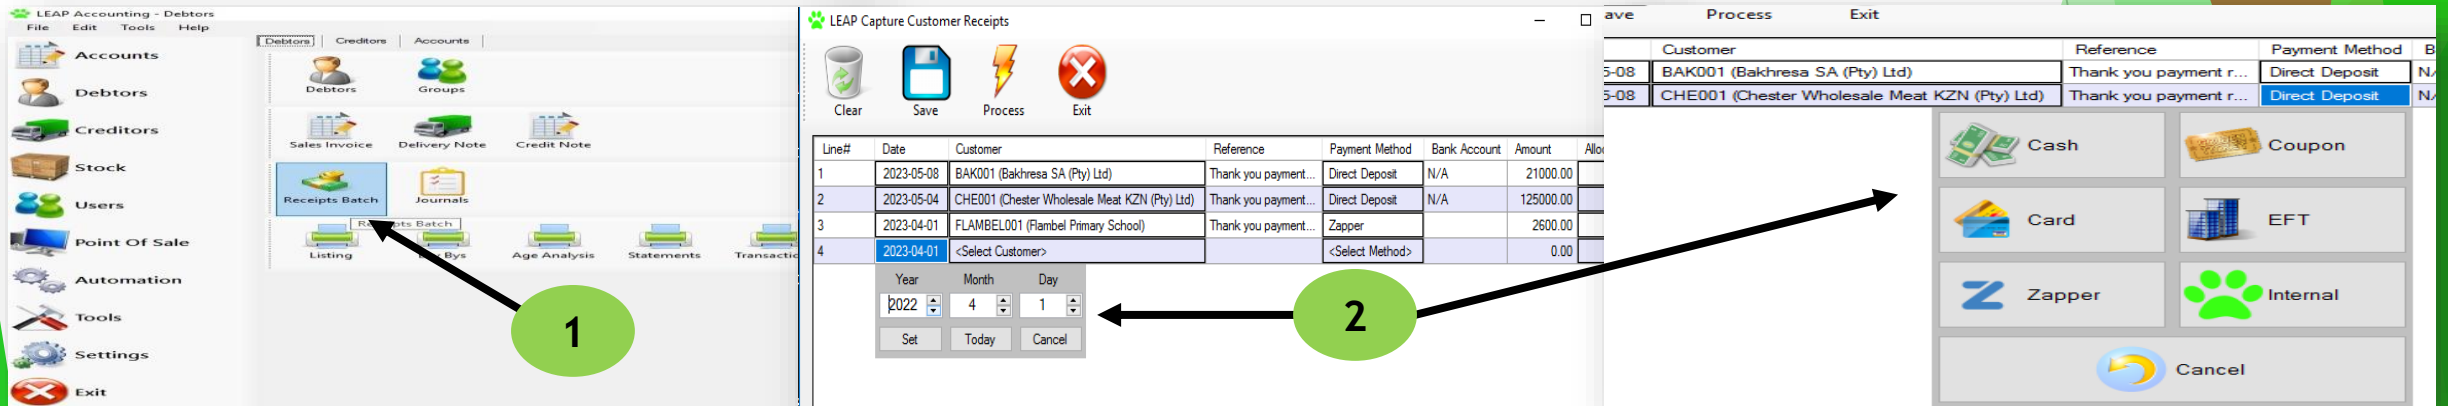 LEAP Accounting - Debtors
File Edit Tools Help
Accounts
Debtors
Creditors
Stock
Users
Point Of Sale
Automation
Tools
Settings
Exit
Debtors Creditors Accounts
Debtors Groups
Sales Invoice Delivery Note Credit Note
Receipts Batch Journals
Batch
Listing Age Analysis Statements
1
LEAP Capture Customer Receipts
Clear Save Process Exit
Line# Date Customer Reference Payment Method Bank Account Amount
1 2023-05-08 BAK001 (Bakhresa SA (Pty) Ltd) Thank you payment... Direct Deposit N/A 21000.00
2 2023-05-04 CHE001 (Chester Wholesale Meat KZN (Pty) Ltd) Thank you payment... Direct Deposit N/A 125000.00
3 2023-04-01 FLAMBEL001 (Flambel Primary School) Thank you payment... Zapper 2600.00
4 2023-04-01 <Select Customer> <Select Method> 0.00
Year Month Day
2022 4 1
Set Today Cancel
2
ave Process Exit
Customer Reference Payment Method B
5-08 BAK001 (Bakhresa SA (Pty) Ltd) Thank you payment r... Direct Deposit N/
5-08 CHE001 (Chester Wholesale Meat KZN (Pty) Ltd) Thank you payment r... Direct Deposit N/
Cash Coupon
Card EFT
Zapper Internal
Cancel